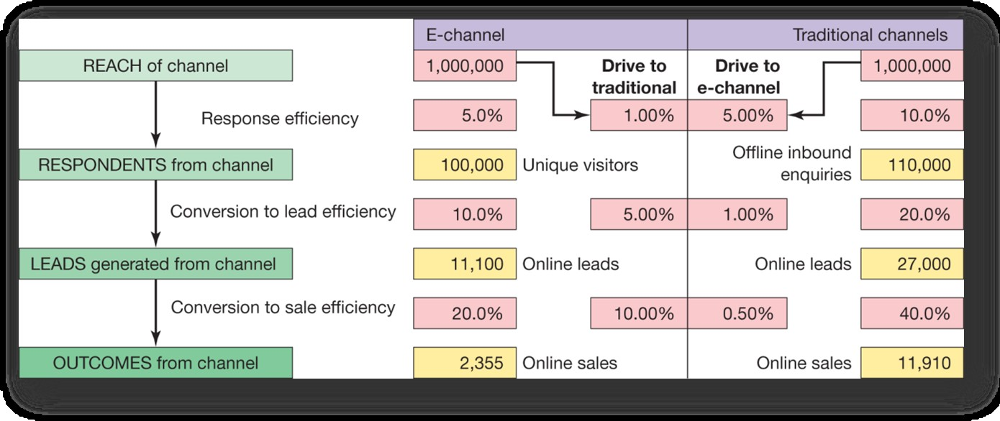 E-channel
Traditional channels
REACH of channel
1,000,000
Drive to
traditional
Drive to
e-channel
1,000,000
Response efficiency
5.0%
1.00%
5.00%
10.0%
RESPONDENTS from channel
100,000
Unique visitors
Offline inbound
enquiries
110,000
Conversion to lead efficiency
10.0%
5.00%
1.00%
20.0%
LEADS generated from channel
11,100
Online leads
Online leads
27,000
Conversion to sale efficiency
20.0%
10.00%
0.50%
40.0%
OUTCOMES from channel
2,355
Online sales
Online sales
11,910